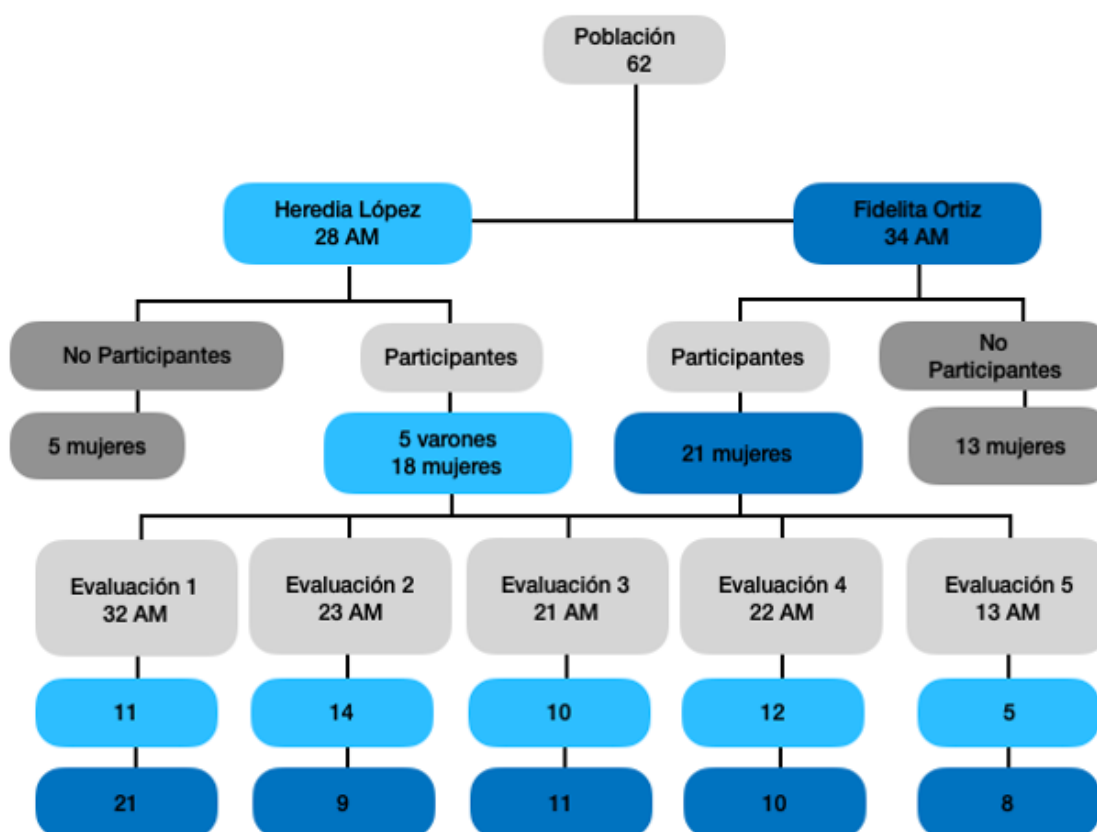 Población
62
Heredia López
28 AM
Fidelita Ortiz
34 AM
No Participantes
Participantes
Participantes
No
Participantes
5 mujeres
5 varones
18 mujeres
21 mujeres
13 mujeres
Evaluación 1
32 AM
Evaluación 2
23 AM
Evaluación 3
21 AM
Evaluación 4
22 AM
Evaluación 5
13 AM
11
14
10
12
5
21
9
11
10
8